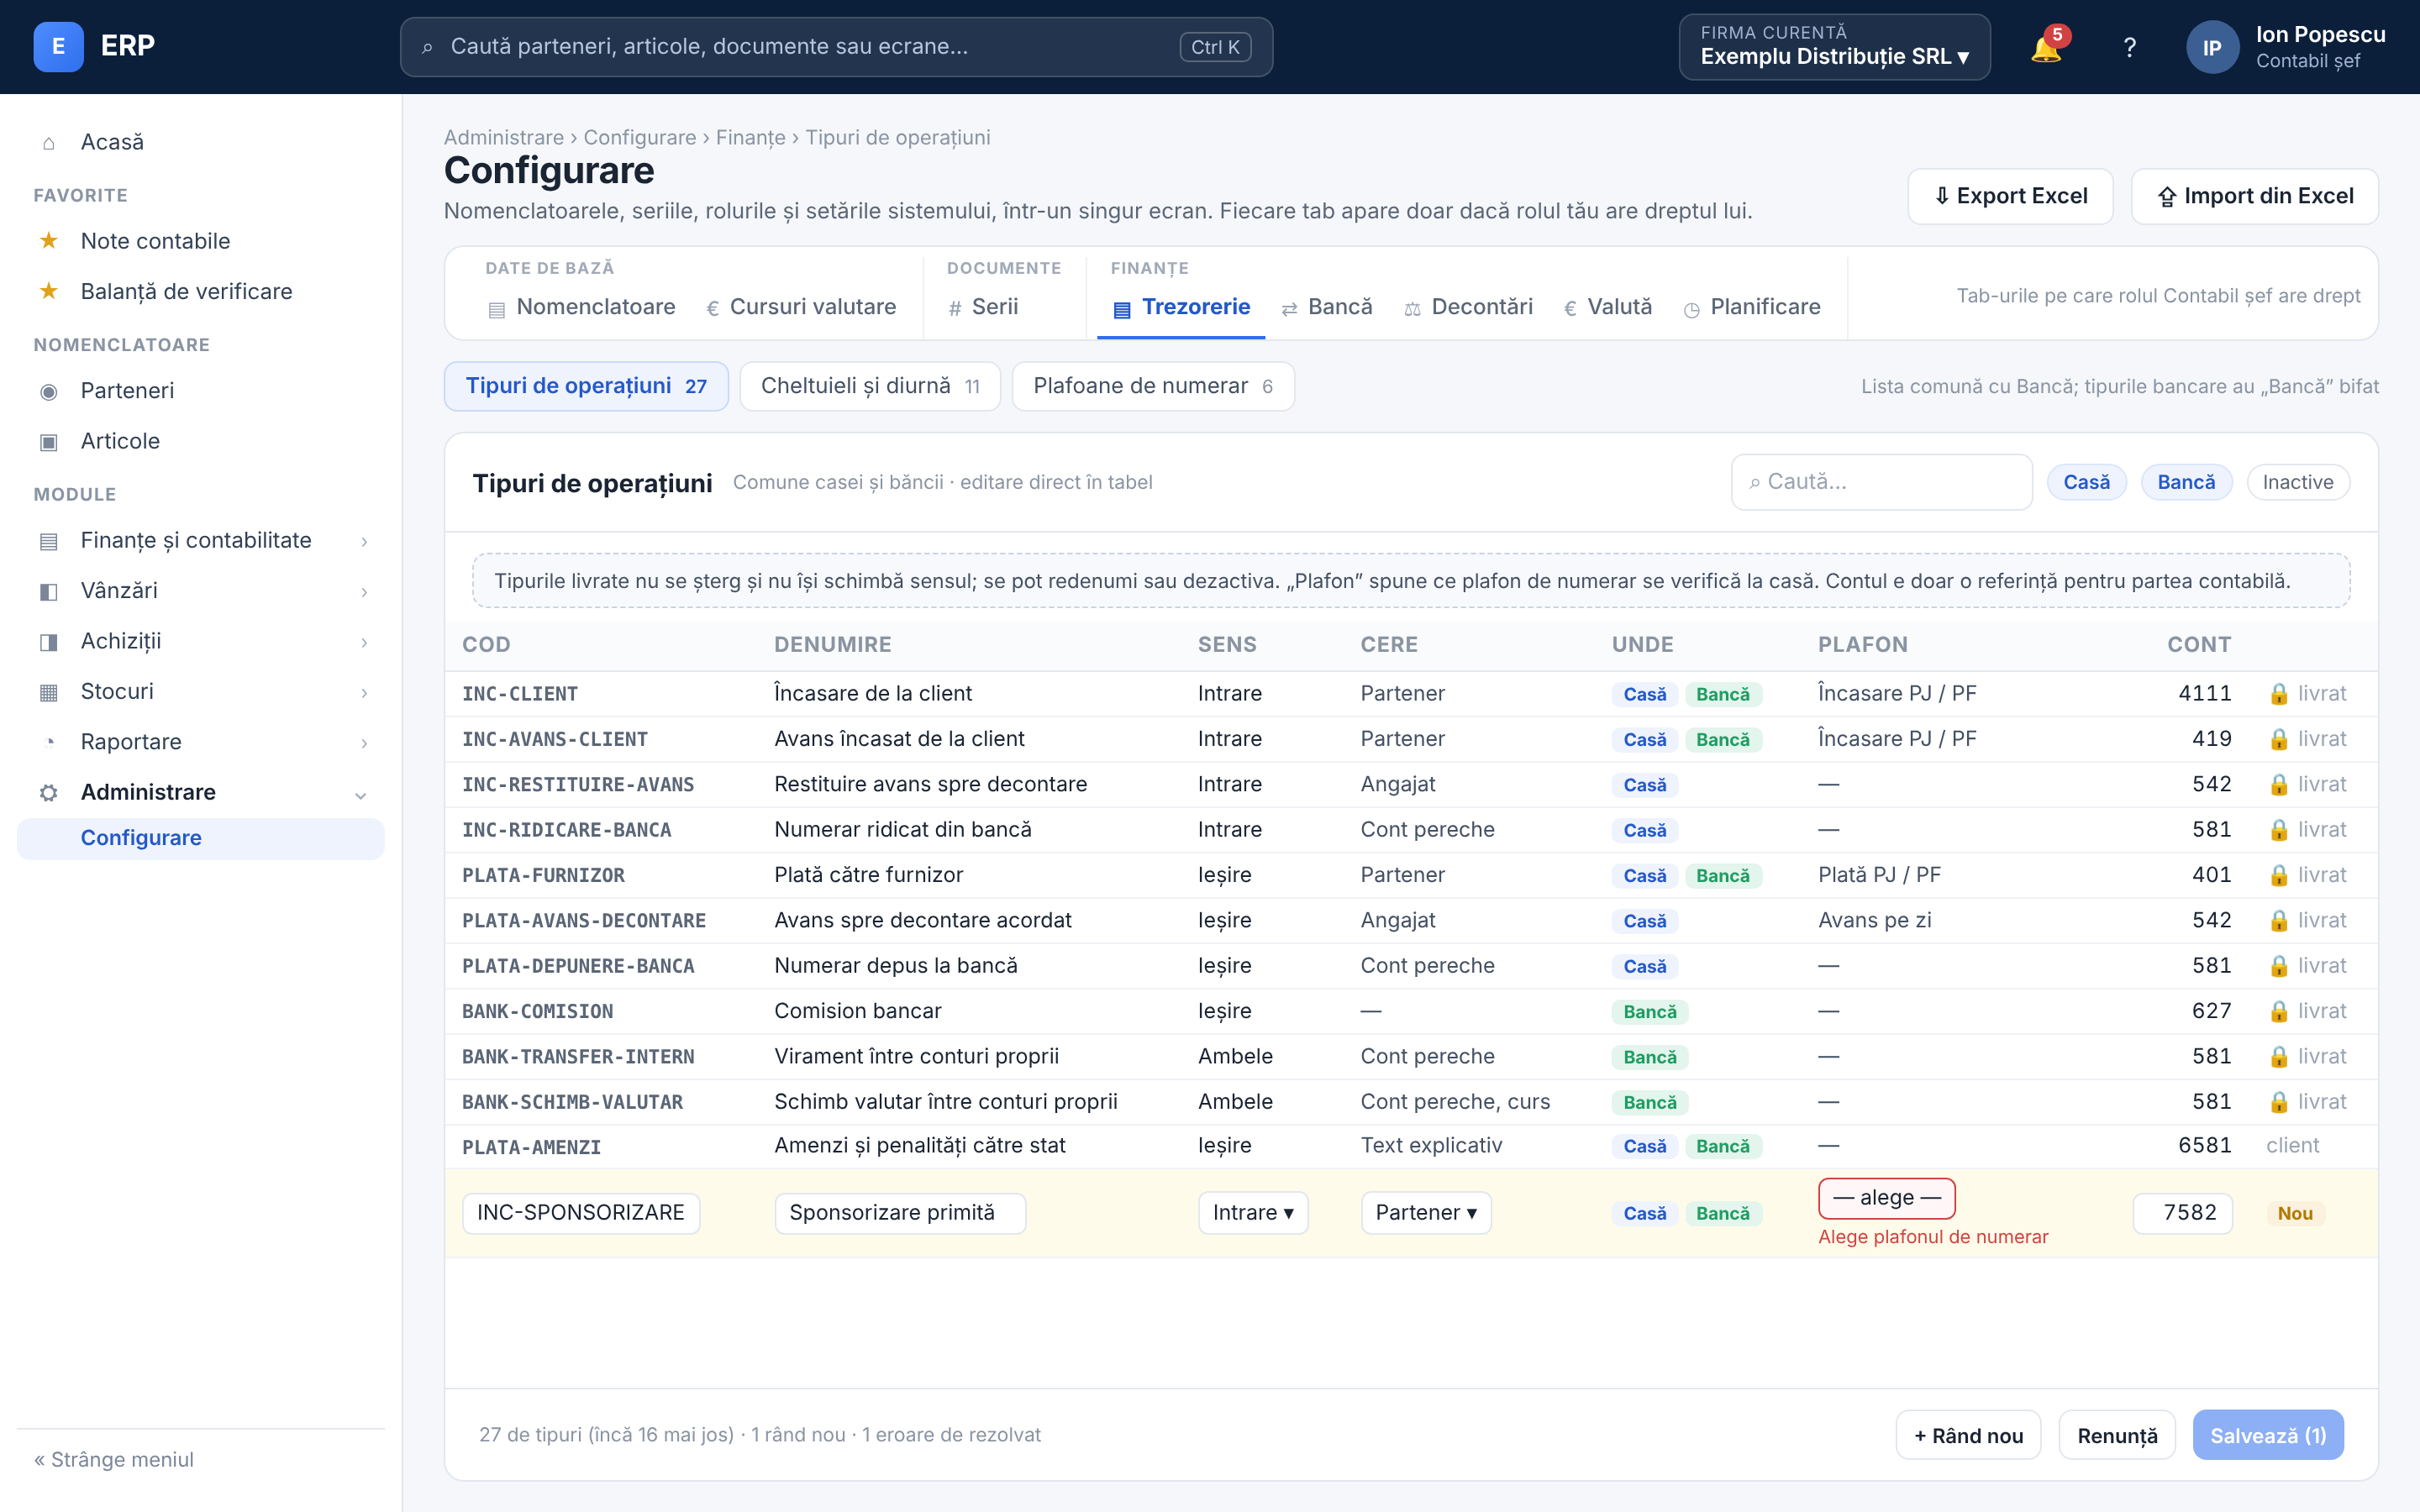 E ERP
Caută parteneri, articole, documente sau ecrane... Ctrl K
FIRMA CURENTĂ
Exemplu Distribuție SRL ▾
5
?
IP
Ion Popescu
Contabil șef
Acasă
FAVORITE
★ Note contabile
★ Balanță de verificare
NOMENCLATOARE
Parteneri
Articole
MODULE
Finanțe și contabilitate ›
Vânzări ›
Achiziții ›
Stocuri ›
Raportare ›
Administrare
Configurare
« Strânge meniul
Administrare › Configurare › Finanțe › Tipuri de operațiuni
Configurare
Nomenclatoarele, seriile, rolurile și setările sistemului, într-un singur ecran. Fiecare tab apare doar dacă rolul tău are dreptul lui.
⇩ Export Excel
Import din Excel
DATE DE BAZĂ
Nomenclatoare € Cursuri valutare
DOCUMENTE
# Serii
FINANȚE
Trezorerie ⇄ Bancă Decontări € Valută Planificare
Tab-urile pe care rolul Contabil șef are drept
Tipuri de operațiuni 27
Cheltuieli și diurnă 11
Plafoane de numerar 6
Lista comună cu Bancă; tipurile bancare au „Bancă” bifat
Tipuri de operațiuni Comune casei și băncii · editare direct în tabel
Caută...
Casă Bancă Inactive
Tipurile livrate nu se șterg și nu își schimbă sensul; se pot redenumi sau dezactiva. „Plafon” spune ce plafon de numerar se verifică la casă. Contul e doar o referință pentru partea contabilă.
COD DENUMIRE SENS CERE UNDE PLAFON CONT
INC-CLIENT Încasare de la client Intrare Partener Casă Bancă Încasare PJ / PF 4111 🔒 livrat
INC-AVANS-CLIENT Avans încasat de la client Intrare Partener Casă Bancă Încasare PJ / PF 419 🔒 livrat
INC-RESTITUIRE-AVANS Restituire avans spre decontare Intrare Angajat Casă — 542 🔒 livrat
INC-RIDICARE-BANCA Numerar ridicat din bancă Intrare Cont pereche Casă — 581 🔒 livrat
PLATA-FURNIZOR Plată către furnizor Ieșire Partener Casă Bancă Plată PJ / PF 401 🔒 livrat
PLATA-AVANS-DECONTARE Avans spre decontare acordat Ieșire Angajat Casă Avans pe zi 542 🔒 livrat
PLATA-DEPUNERE-BANCA Numerar depus la bancă Ieșire Cont pereche Casă — 581 🔒 livrat
BANK-COMISION Comision bancar Ieșire — Bancă — 627 🔒 livrat
BANK-TRANSFER-INTERN Virament între conturi proprii Ambele Cont pereche Bancă — 581 🔒 livrat
BANK-SCHIMB-VALUTAR Schimb valutar între conturi proprii Ambele Cont pereche, curs Bancă — 581 🔒 livrat
PLATA-AMENZI Amenzi și penalități către stat Ieșire Text explicativ Casă Bancă — 6581 client
INC-SPONSORIZARE Sponsorizare primită Intrare ▾ Partener ▾ Casă Bancă — alege — 7582 Nou
Alege plafonul de numerar
27 de tipuri (încă 16 mai jos) · 1 rând nou · 1 eroare de rezolvat
+ Rând nou
Renunță
Salvează (1)